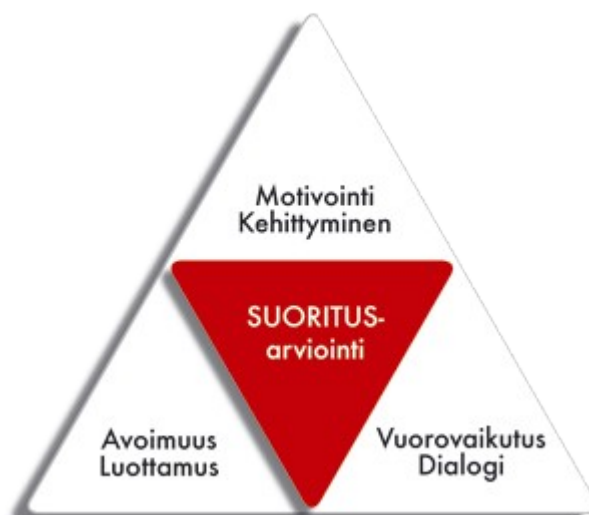 Motivointi
Kehittyminen
SUORITUS-
arviointi
Avoimuus
Luottamus
Vuorovaikutus
Dialogi